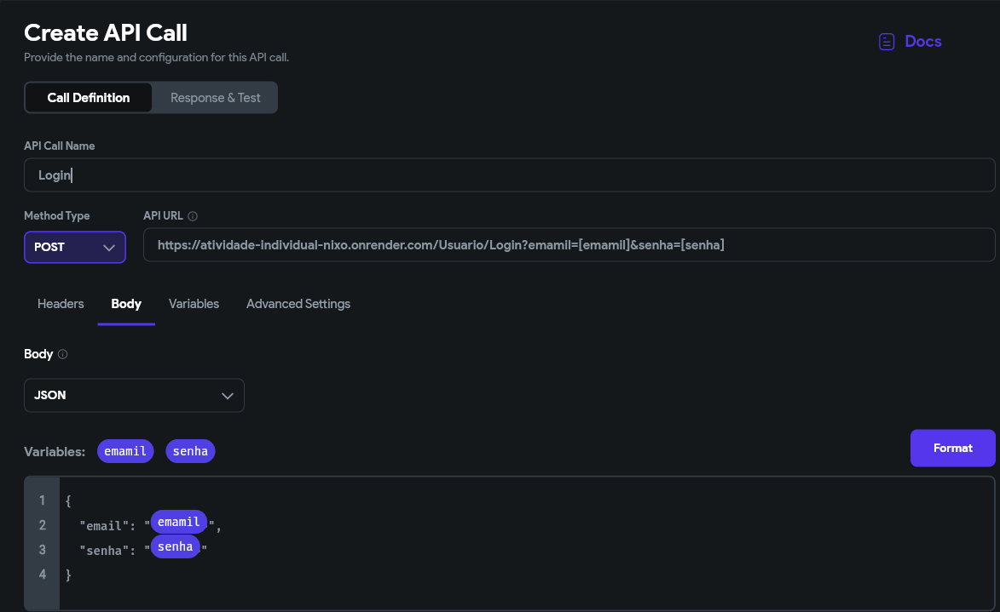 Create API Call
Docs
Provide the name and configuration for this API call.
Call Definition Response & Test
API Call Name
Login
Method Type API URL
POST https://atividade-individual-nixo.onrender.com/Usuario/Login?emamil=[emamil]&senha=[senha]
Headers Body Variables Advanced Settings
Body
JSON
Variables: emamil senha
Format
1 {
2 "email": "emamil",
3 "senha": "senha"
4 }